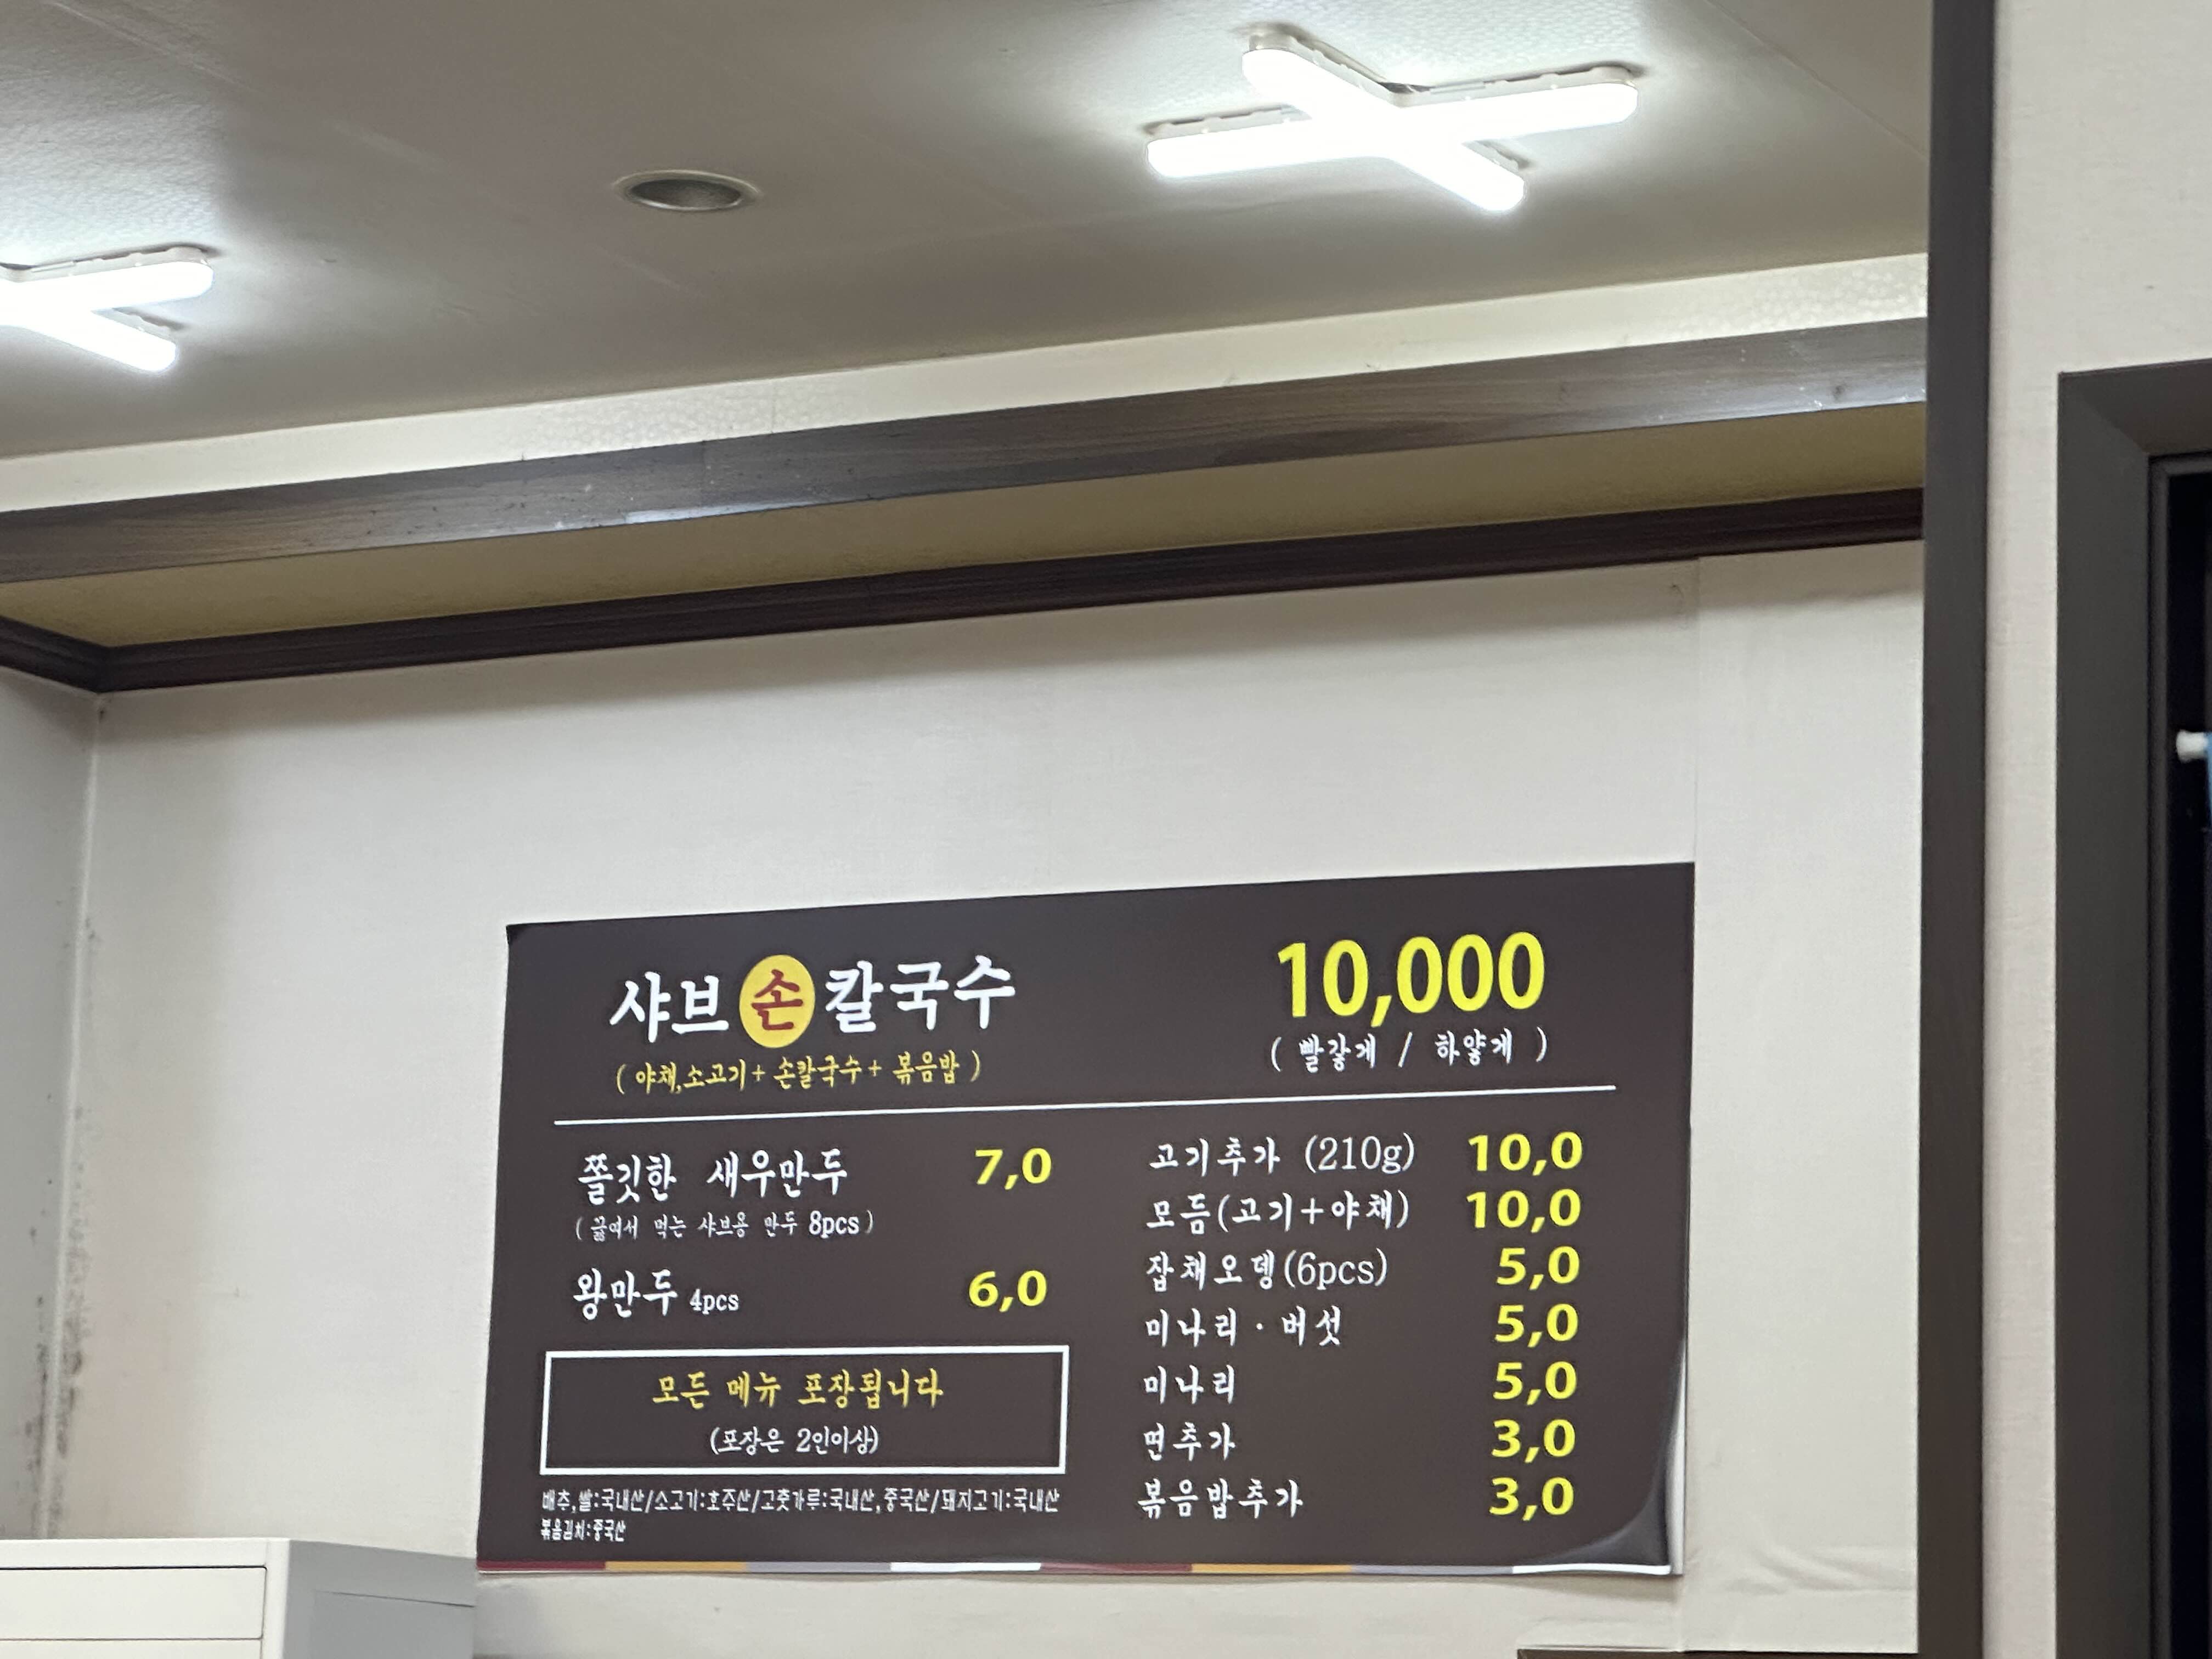 샤브손칼국수
( 야채,소고기+ 손칼국수+ 볶음밥 )
10,000
( 빨갛게 / 하얗게 )
쫄깃한 새우만두 7,0
( 끓여서 먹는 샤브용 만두 8pcs )
왕만두 4pcs 6,0
모든 메뉴 포장됩니다
(포장은 2인이상)
배추,쌀:국내산/소고기:호주산/고춧가루:국내산,중국산/돼지고기:국내산
볶음김치:중국산
고기추가 (210g) 10,0
모듬(고기+야채) 10,0
잡채오뎅(6pcs) 5,0
미나리 · 버섯 5,0
미나리 5,0
면추가 3,0
볶음밥추가 3,0